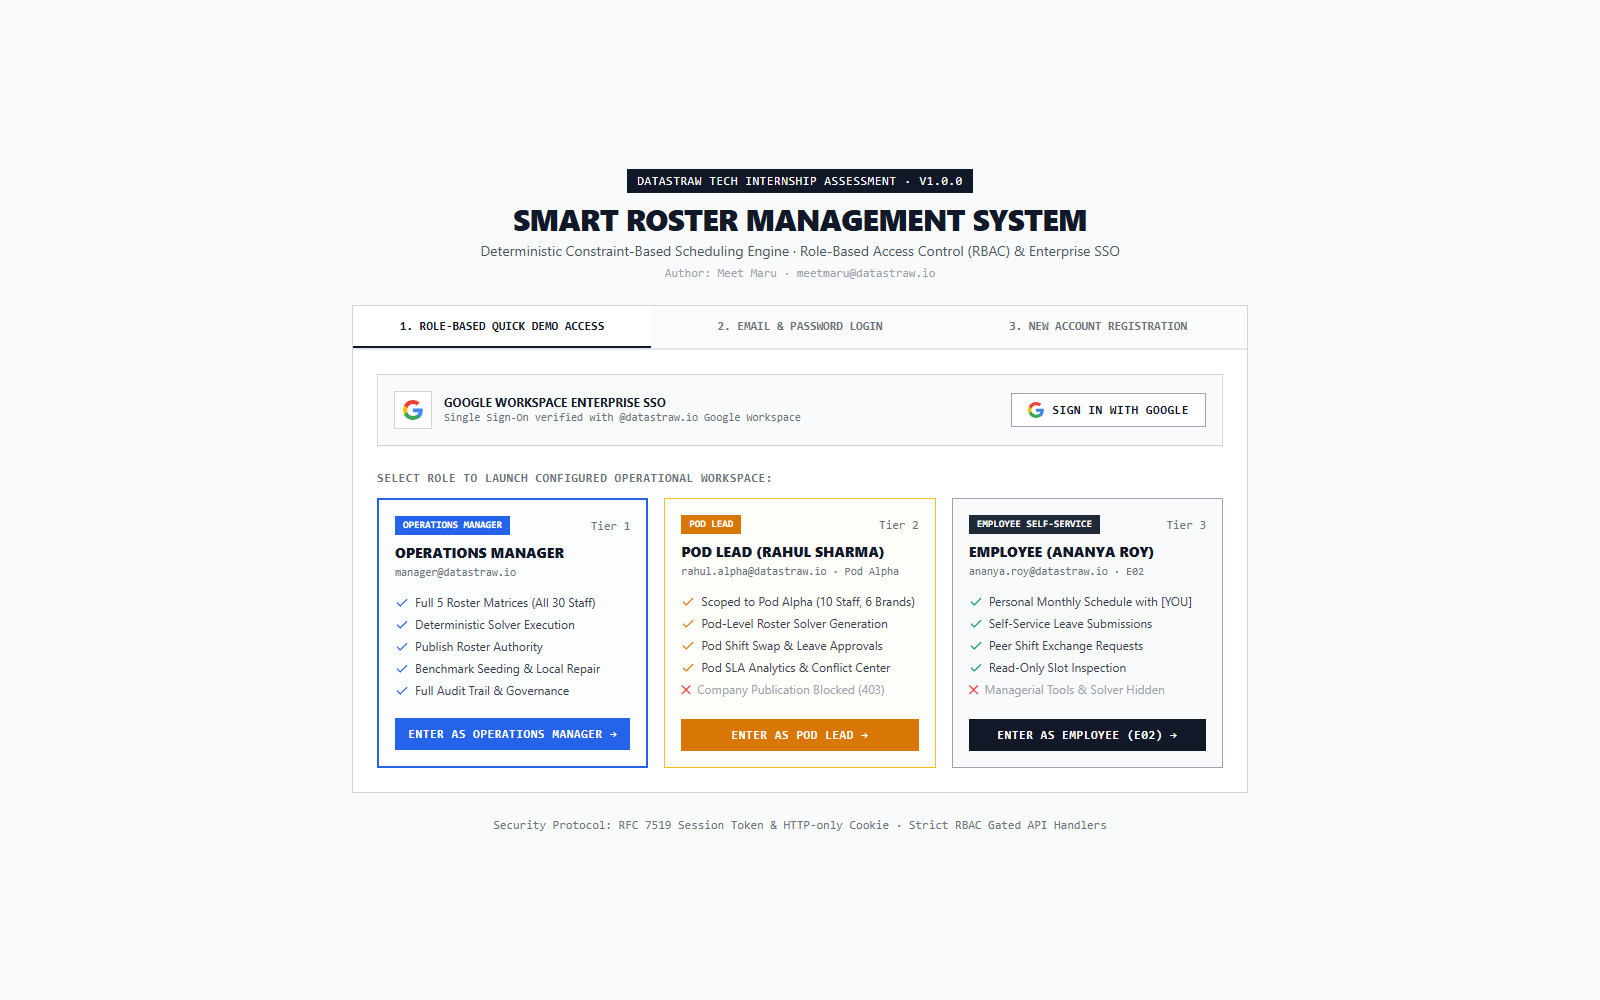 DATASTRAW TECH INTERNSHIP ASSESSMENT · V1.0.0
SMART ROSTER MANAGEMENT SYSTEM
Deterministic Constraint-Based Scheduling Engine · Role-Based Access Control (RBAC) & Enterprise SSO
Author: Meet Maru · meetmaru@datastraw.io
1. ROLE-BASED QUICK DEMO ACCESS
2. EMAIL & PASSWORD LOGIN
3. NEW ACCOUNT REGISTRATION
GOOGLE WORKSPACE ENTERPRISE SSO
Single Sign-On verified with @datastraw.io Google Workspace
SIGN IN WITH GOOGLE
SELECT ROLE TO LAUNCH CONFIGURED OPERATIONAL WORKSPACE:
OPERATIONS MANAGER
Tier 1
OPERATIONS MANAGER
manager@datastraw.io
Full 5 Roster Matrices (All 30 Staff)
Deterministic Solver Execution
Publish Roster Authority
Benchmark Seeding & Local Repair
Full Audit Trail & Governance
ENTER AS OPERATIONS MANAGER →
POD LEAD
Tier 2
POD LEAD (RAHUL SHARMA)
rahul.alpha@datastraw.io · Pod Alpha
Scoped to Pod Alpha (10 Staff, 6 Brands)
Pod-Level Roster Solver Generation
Pod Shift Swap & Leave Approvals
Pod SLA Analytics & Conflict Center
Company Publication Blocked (403)
ENTER AS POD LEAD →
EMPLOYEE SELF-SERVICE
Tier 3
EMPLOYEE (ANANYA ROY)
ananya.roy@datastraw.io · E02
Personal Monthly Schedule with [YOU]
Self-Service Leave Submissions
Peer Shift Exchange Requests
Read-Only Slot Inspection
Managerial Tools & Solver Hidden
ENTER AS EMPLOYEE (E02) →
Security Protocol: RFC 7519 Session Token & HTTP-only Cookie · Strict RBAC Gated API Handlers